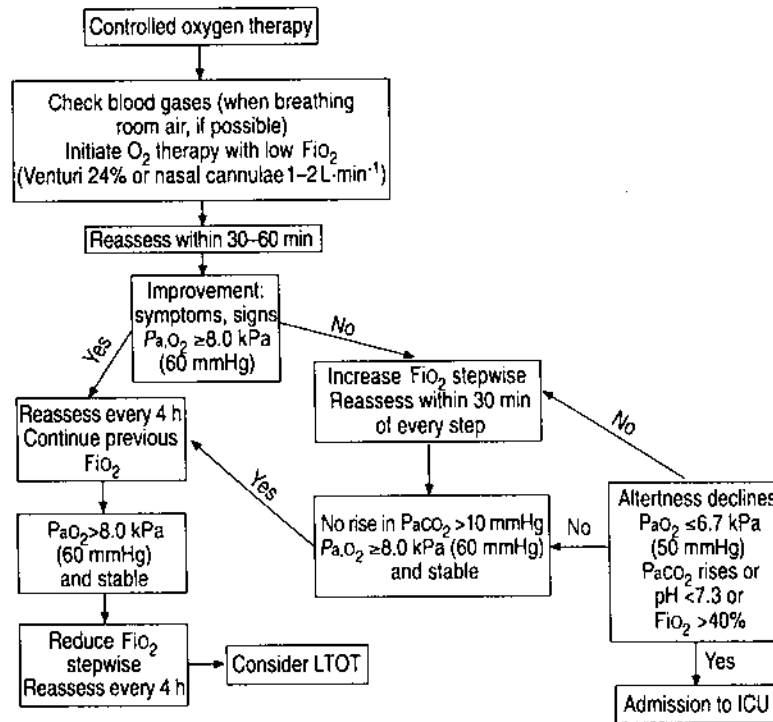 Controlled oxygen therapy
Check blood gases (when breathing
room air, if possible)
Initiate O₂ therapy with low FiO₂
(Venturi 24% or nasal cannulae 1–2 L·min⁻¹)
Reassess within 30–60 min
Improvement:
symptoms, signs
Pa,O₂ ≥8.0 kPa
(60 mmHg)
Yes
No
Reassess every 4 h
Continue previous
FiO₂
Increase FiO₂ stepwise
Reassess within 30 min
of every step
No
Yes
PaO₂>8.0 kPa
(60 mmHg)
and stable
No rise in PaCO₂ >10 mmHg
Pa,O₂ ≥8.0 kPa (60 mmHg)
and stable
No
Altertness declines
PaO₂ ≤6.7 kPa
(50 mmHg)
PaCO₂ rises or
pH <7.3 or
FiO₂ >40%
Reduce FiO₂
stepwise
Reassess every 4 h
Consider LTOT
Yes
Admission to ICU